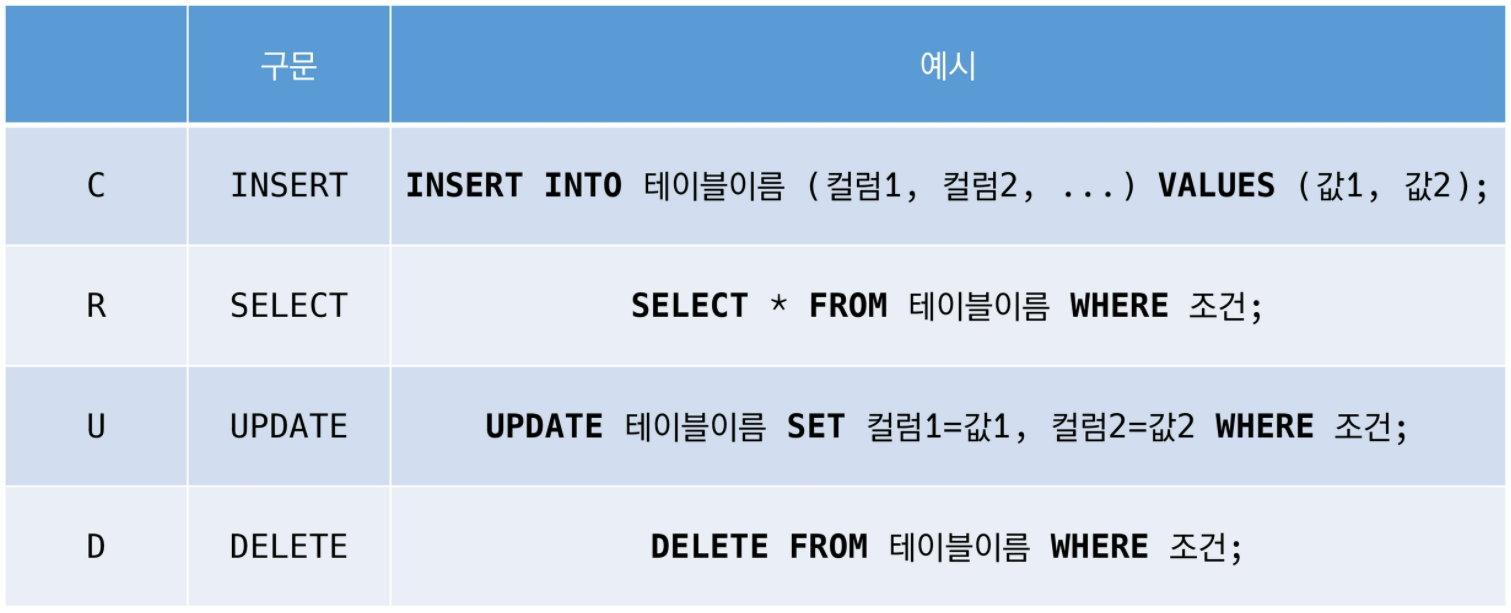 구문 예시
C INSERT INSERT INTO 테이블이름 (컬럼1, 컬럼2, ...) VALUES (값1, 값2);
R SELECT SELECT * FROM 테이블이름 WHERE 조건;
U UPDATE UPDATE 테이블이름 SET 컬럼1=값1, 컬럼2=값2 WHERE 조건;
D DELETE DELETE FROM 테이블이름 WHERE 조건;